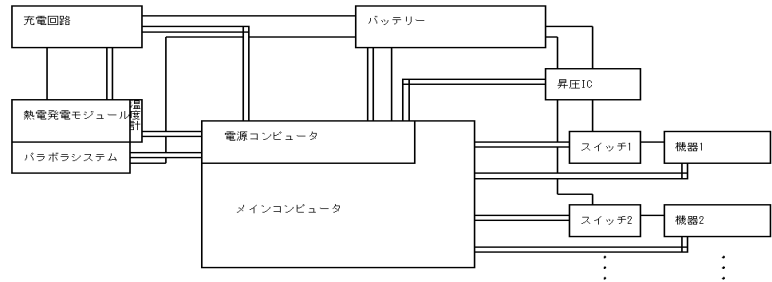 充電回路
バッテリー
昇圧IC
熱電発電モジュール
温度計
電源コンピュータ
スイッチ1
機器1
パラボラシステム
メインコンピュータ
スイッチ2
機器2